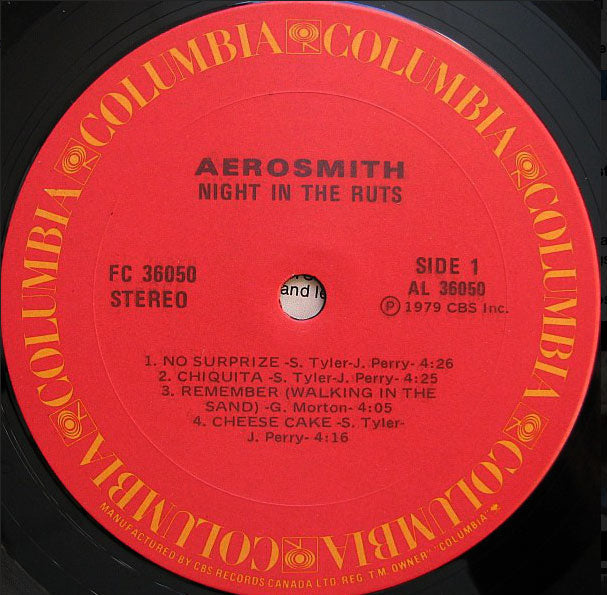 COLUMBIA COLUMBIA COLUMBIA COLUMBIA COLUMBIA COLUMBIA
AEROSMITH
NIGHT IN THE RUTS
FC 36050
STEREO
SIDE 1
AL 36050
Ⓟ 1979 CBS Inc.
and
1. NO SURPRIZE -S. Tyler-J. Perry- 4:26
2. CHIQUITA -S. Tyler-J. Perry- 4:25
3. REMEMBER (WALKING IN THE
SAND) -G. Morton- 4:05
4. CHEESE CAKE -S. Tyler-
J. Perry- 4:16
MANUFACTURED BY CBS RECORDS CANADA LTD. REG. T.M. OWNER "COLUMBIA"